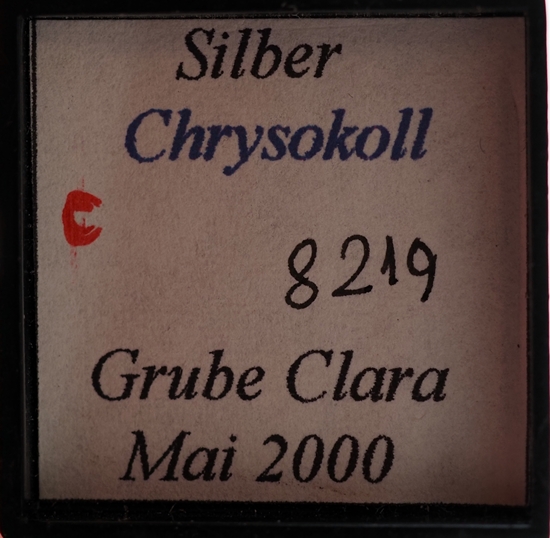 Silber
Chrysokoll
C
8219
Grube Clara
Mai 2000